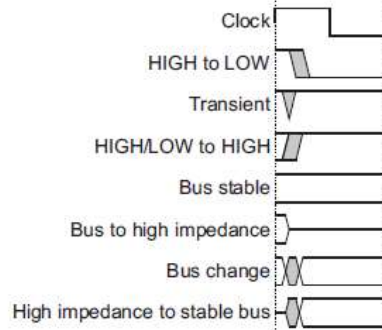 Clock
HIGH to LOW
Transient
HIGH/LOW to HIGH
Bus stable
Bus to high impedance
Bus change
High impedance to stable bus